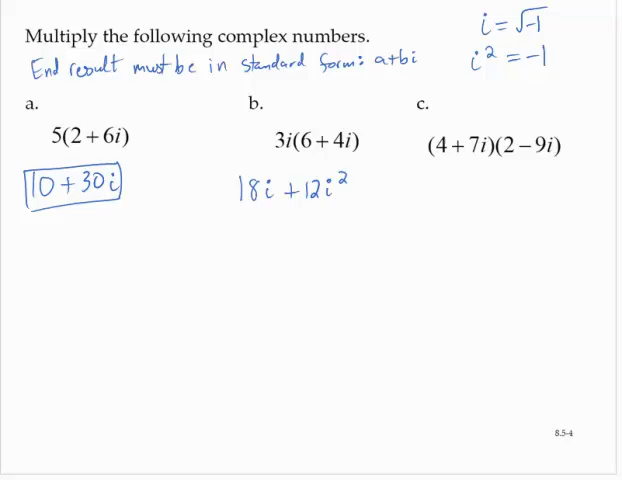 Multiply the following complex numbers.
i = √-1
End result must be in standard form: a+bi
i² = -1
a.
b.
c.
5(2 + 6i)
3i(6 + 4i)
(4 + 7i)(2 − 9i)
10 + 30i
18i + 12i²
8.5-4